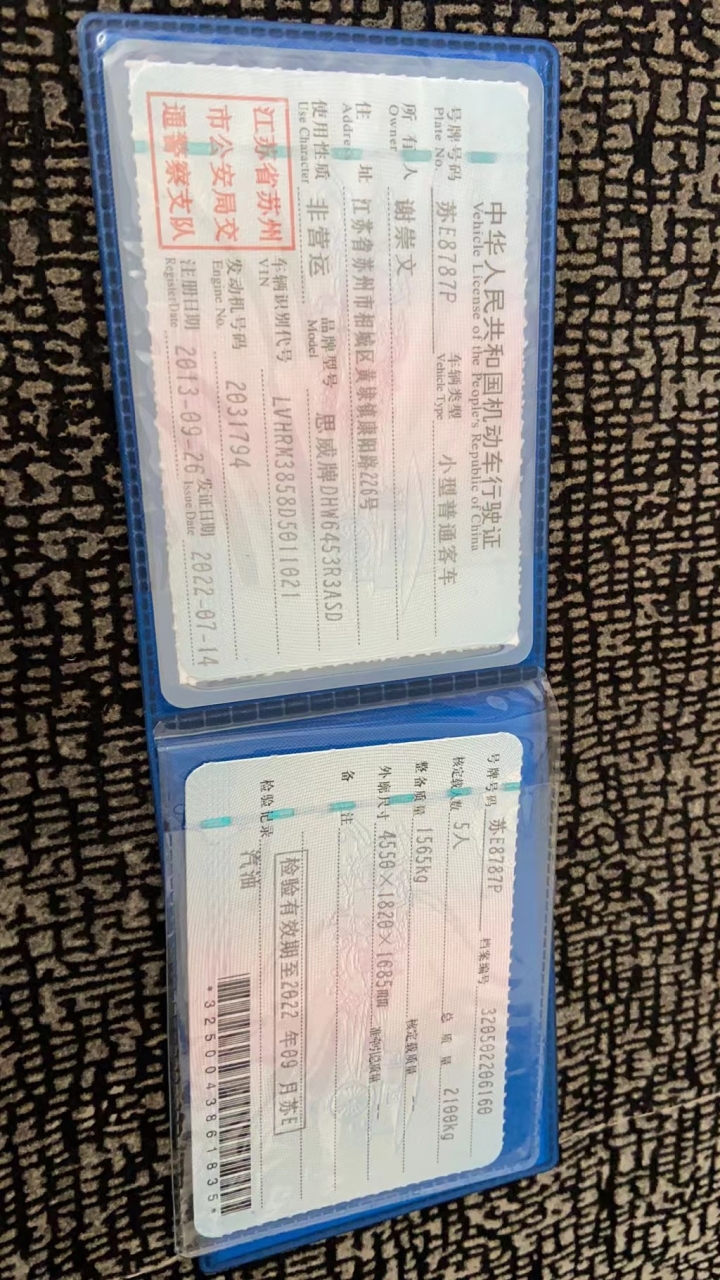 中华人民共和国机动车行驶证
Vehicle License of the People's Republic of China
号牌号码 苏E8787P 车辆类型 小型普通客车
Plate No. Vehicle Type
所有人 谢崇文
Owner
住址 江苏省苏州市相城区黄埭镇康阳路226号
Address
使用性质 非营运 品牌型号 思威牌DHW6453R3ASD
Use Character Model
江苏省苏州
市公安局交
通警察支队
车辆识别代号 LVHRM3858D5011021
VIN
发动机号码 2031794
Engine No.
注册日期 2013-09-26 发证日期 2022-07-14
Register Date Issue Date
号牌号码 苏E8787P 档案编号 320502206160
核定载人数 5人 总质量 2100kg
整备质量 1565kg 核定载质量 --
外廓尺寸 4550×1820×1685mm 准牵引总质量 --
备注
检验有效期至2022年09月苏E
检验记录
汽油
*3250043861835*